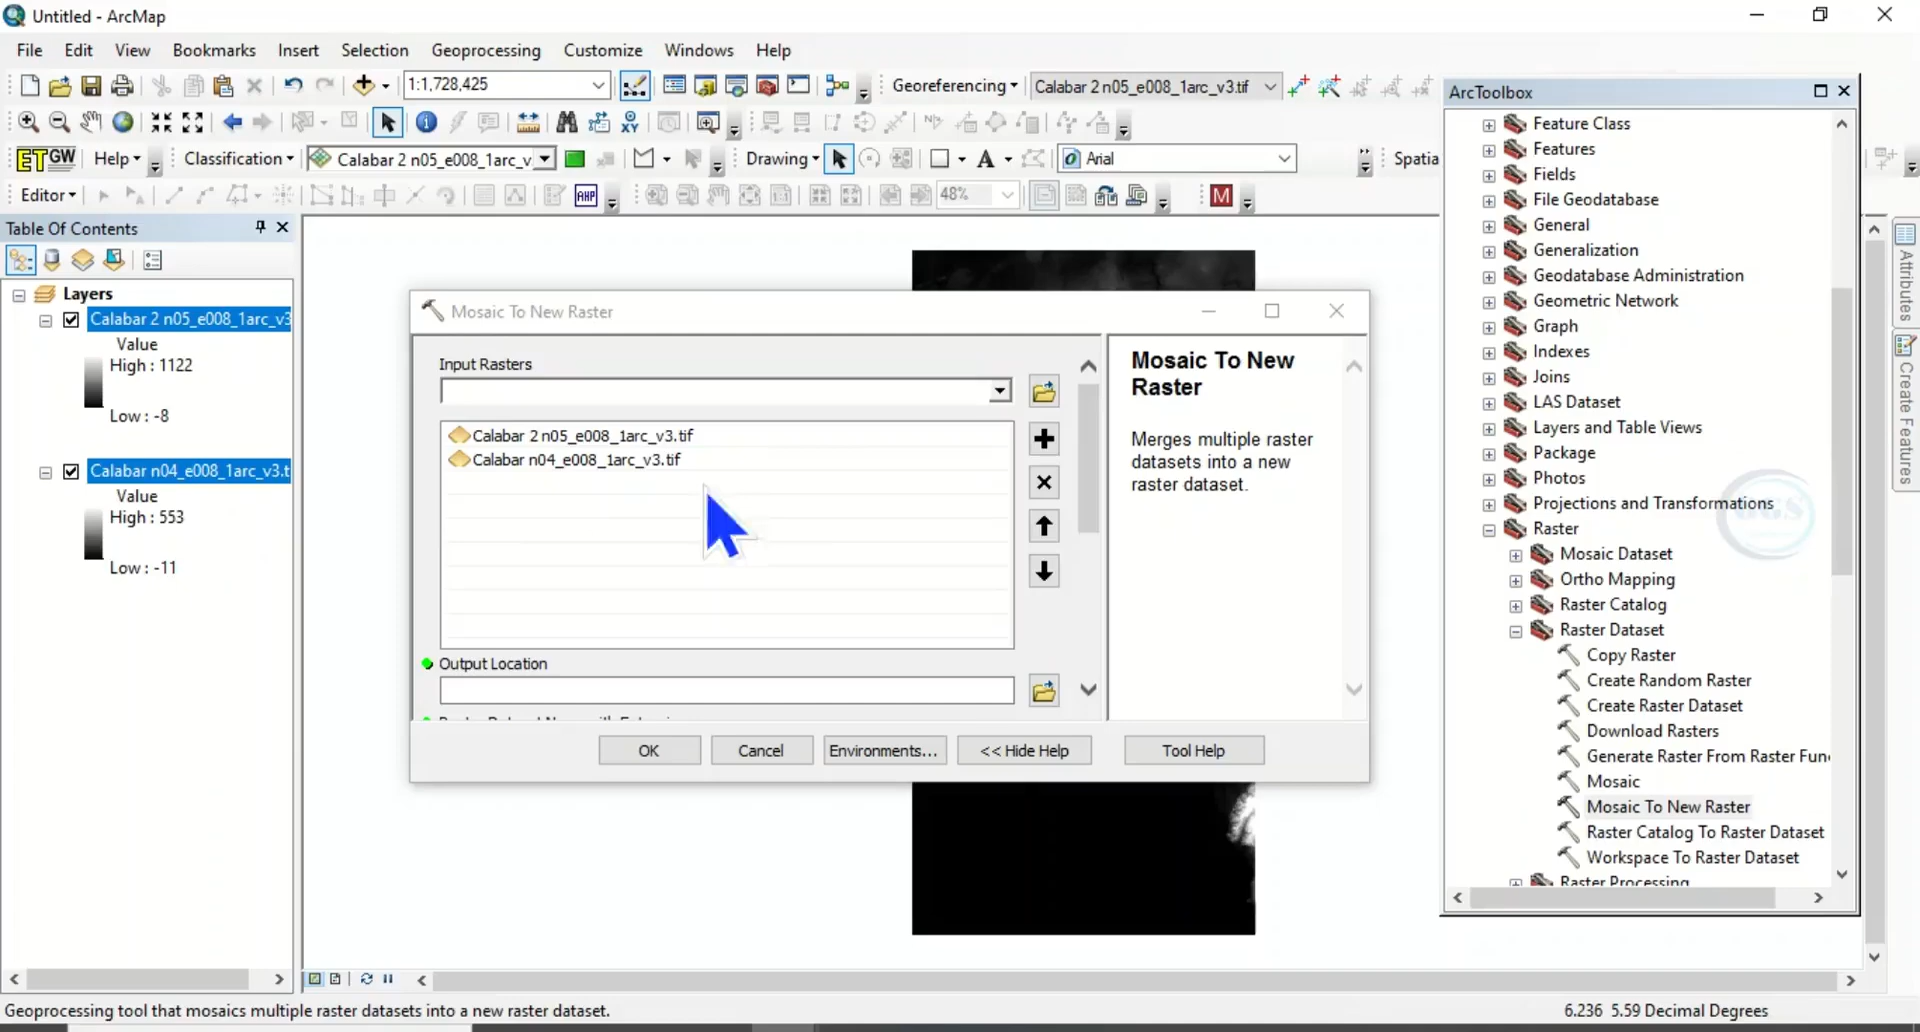 Untitled - ArcMap
File Edit View Bookmarks Insert Selection Geoprocessing Customize Windows Help
1:1,728,425
Georeferencing
Calabar 2 n05_e008_1arc_v3.tif
XY
ET GW
Help
Classification
Calabar 2 n05_e008_1arc_v
Drawing
A
Arial
Spatia
Editor
AHP
48%
M
Table Of Contents
Layers
Calabar 2 n05_e008_1arc_v3
Value
High : 1122
Low : -8
Calabar n04_e008_1arc_v3.t
Value
High : 553
Low : -11
Mosaic To New Raster
Input Rasters
Calabar 2 n05_e008_1arc_v3.tif
Calabar n04_e008_1arc_v3.tif
Output Location
OK
Cancel
Environments...
<< Hide Help
Tool Help
Mosaic To New
Raster
Merges multiple raster
datasets into a new
raster dataset.
ArcToolbox
Feature Class
Features
Fields
File Geodatabase
General
Generalization
Geodatabase Administration
Geometric Network
Graph
Indexes
Joins
LAS Dataset
Layers and Table Views
Package
Photos
Projections and Transformations
Raster
Mosaic Dataset
Ortho Mapping
Raster Catalog
Raster Dataset
Copy Raster
Create Random Raster
Create Raster Dataset
Download Rasters
Generate Raster From Raster Fun
Mosaic
Mosaic To New Raster
Raster Catalog To Raster Dataset
Workspace To Raster Dataset
Raster Processing
Attributes
Create Features
Geoprocessing tool that mosaics multiple raster datasets into a new raster dataset.
6.236 5.59 Decimal Degrees